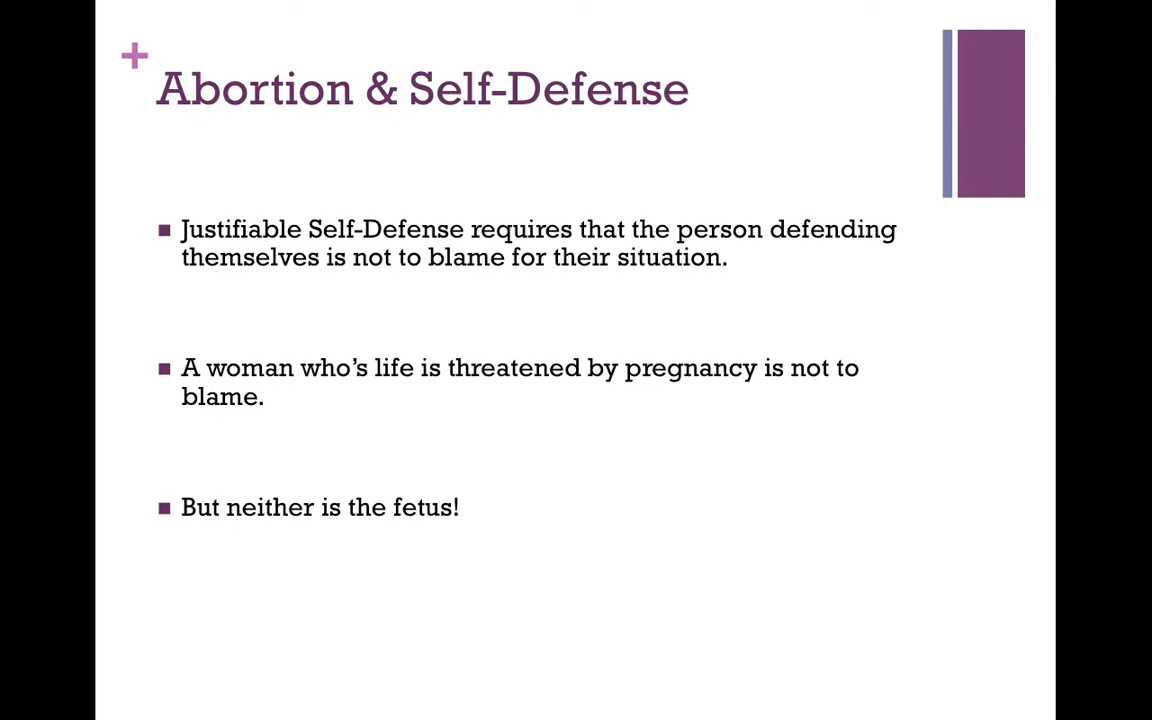 +
Abortion & Self-Defense
■ Justifiable Self-Defense requires that the person defending
themselves is not to blame for their situation.
■ A woman who’s life is threatened by pregnancy is not to
blame.
■ But neither is the fetus!